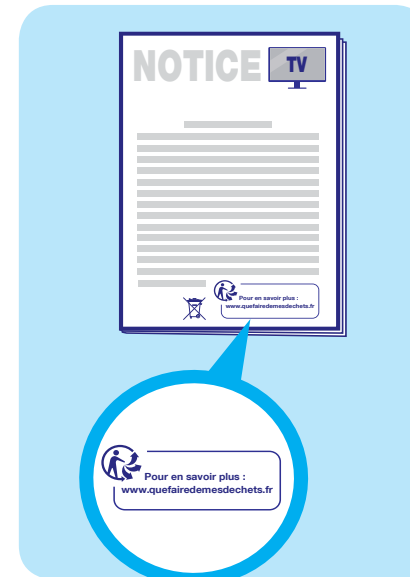 NOTICE TV
Pour en savoir plus :
www.quefairedemesdechets.fr
Pour en savoir plus :
www.quefairedemesdechets.fr